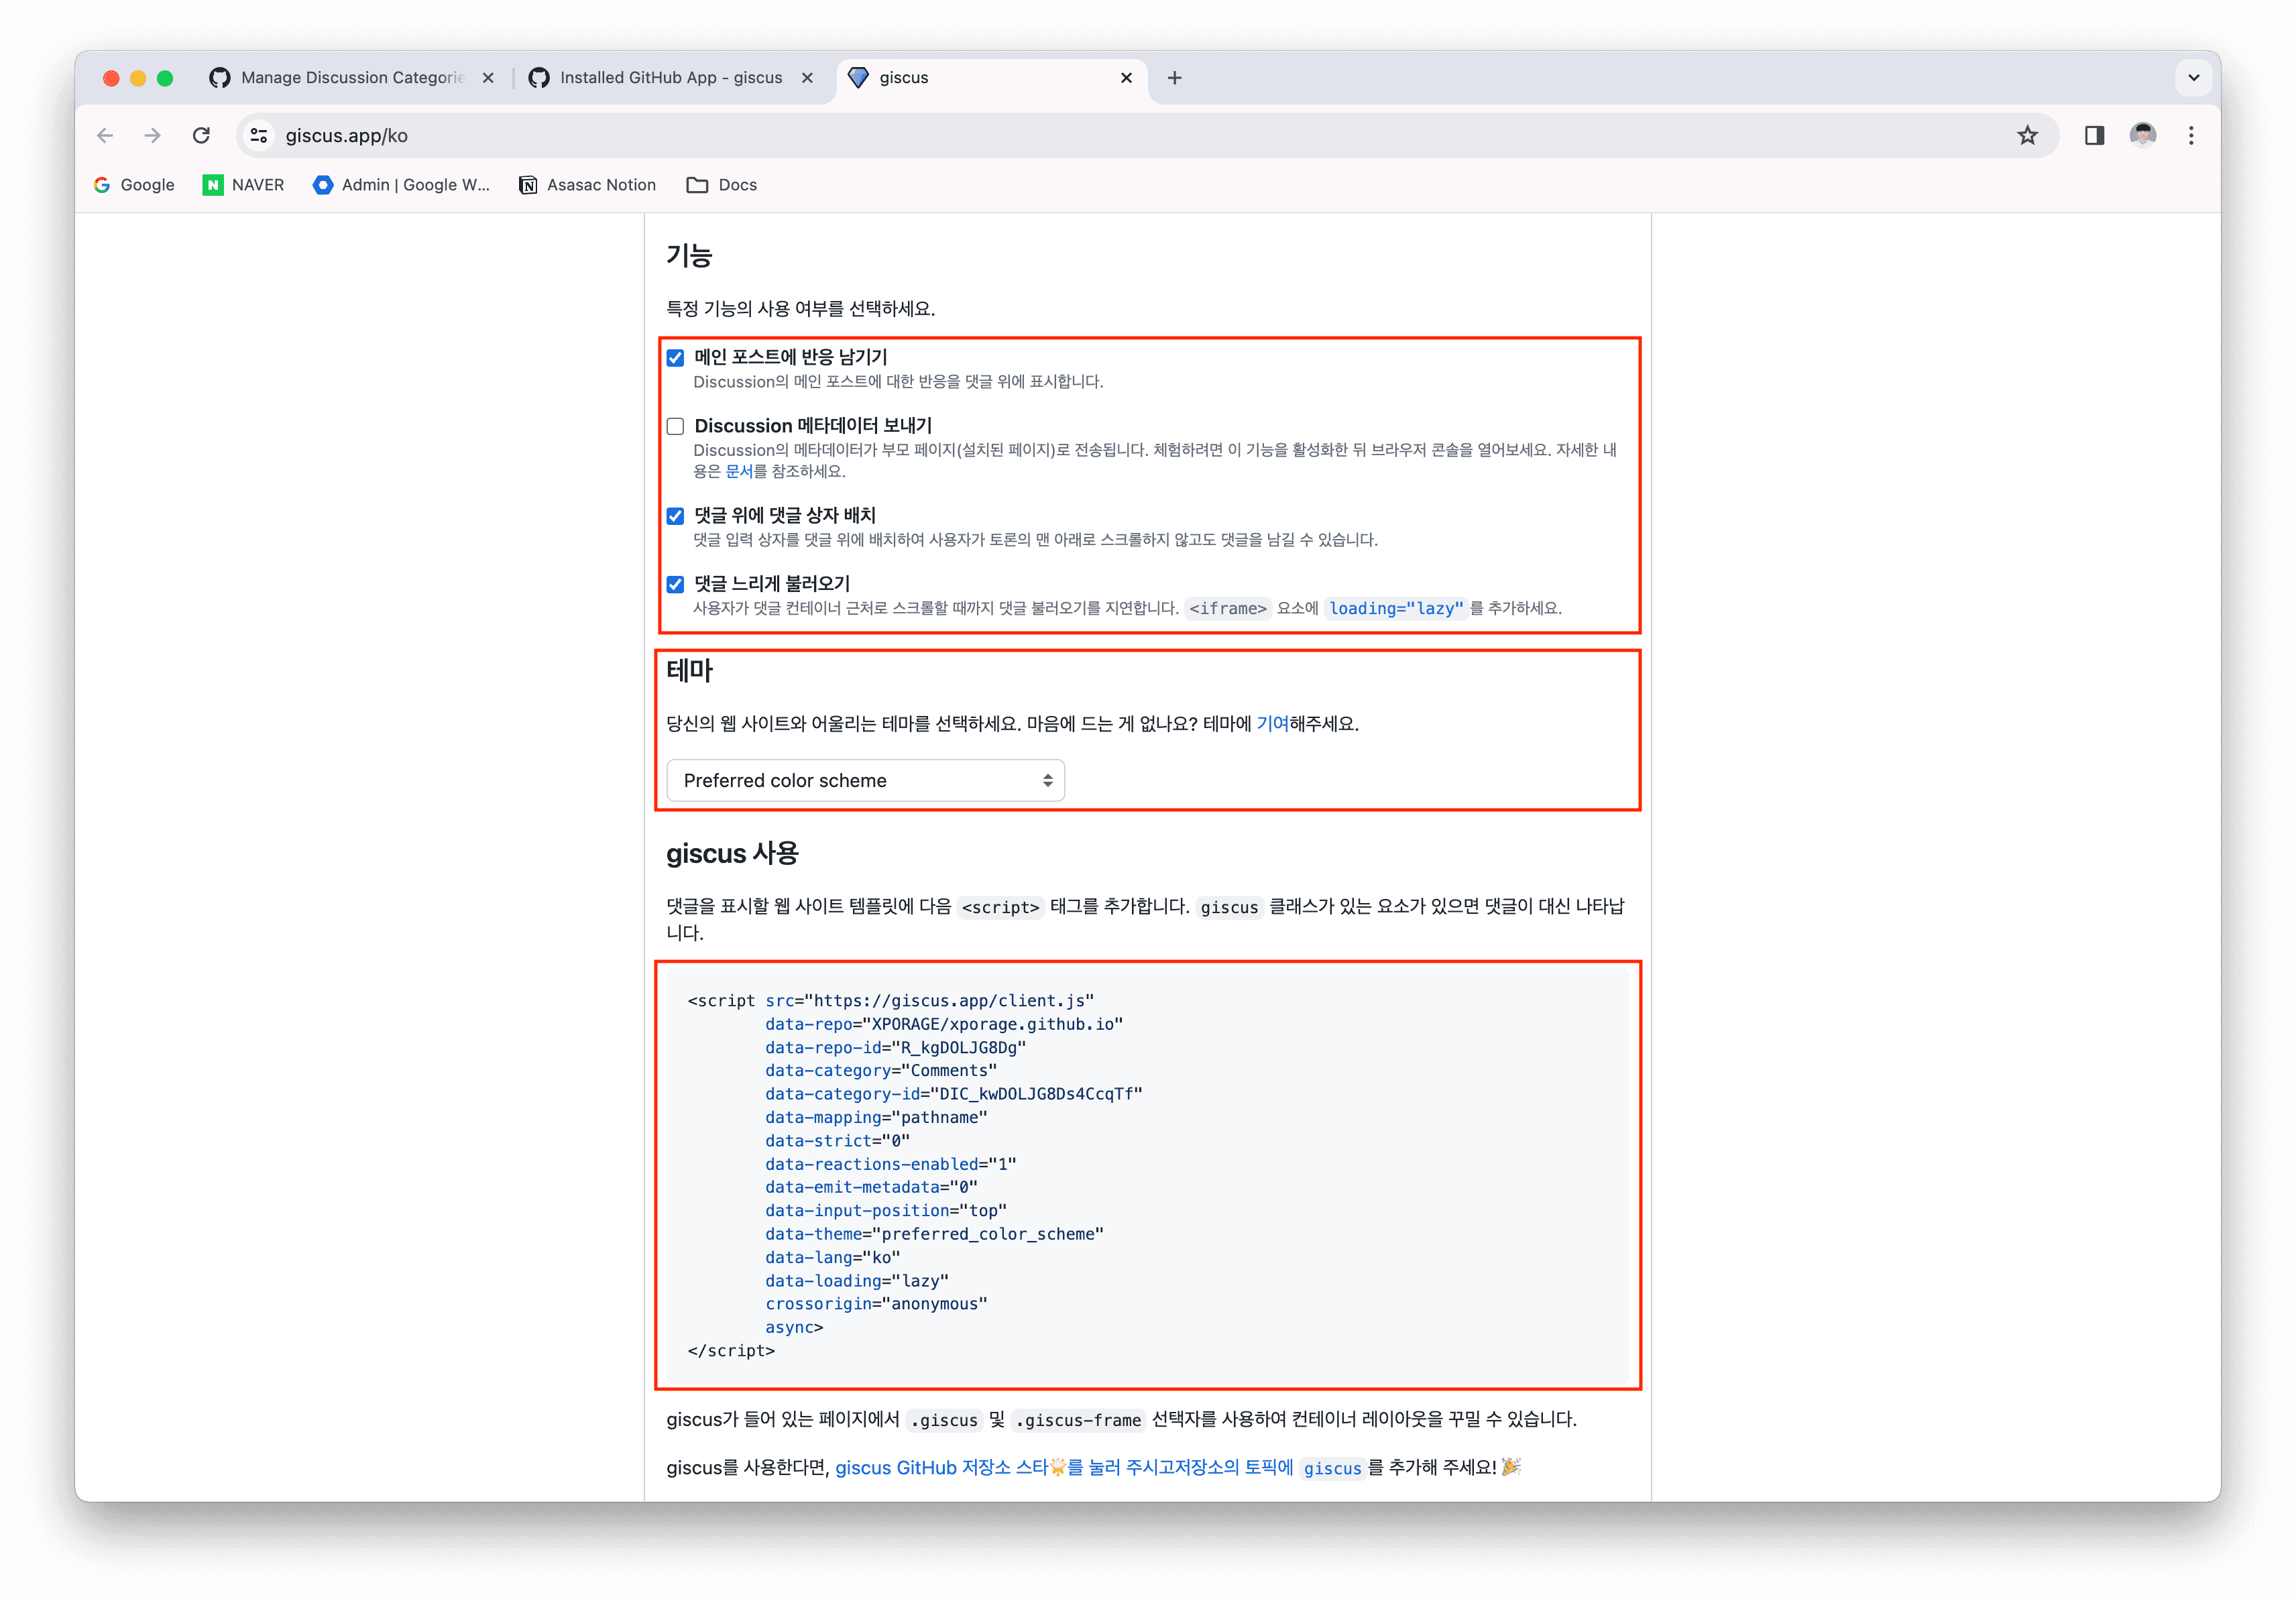 Manage Discussion Categorie
Installed GitHub App - giscus
giscus
giscus.app/ko
Google
NAVER
Admin | Google W...
Asasac Notion
Docs
기능
특정 기능의 사용 여부를 선택하세요.
메인 포스트에 반응 남기기
Discussion의 메인 포스트에 대한 반응을 댓글 위에 표시합니다.
Discussion 메타데이터 보내기
Discussion의 메타데이터가 부모 페이지(설치된 페이지)로 전송됩니다. 체험하려면 이 기능을 활성화한 뒤 브라우저 콘솔을 열어보세요. 자세한 내
용은 문서를 참조하세요.
댓글 위에 댓글 상자 배치
댓글 입력 상자를 댓글 위에 배치하여 사용자가 토론의 맨 아래로 스크롤하지 않고도 댓글을 남길 수 있습니다.
댓글 느리게 불러오기
사용자가 댓글 컨테이너 근처로 스크롤할 때까지 댓글 불러오기를 지연합니다. <iframe> 요소에 loading="lazy" 를 추가하세요.
테마
당신의 웹 사이트와 어울리는 테마를 선택하세요. 마음에 드는 게 없나요? 테마에 기여해주세요.
Preferred color scheme
giscus 사용
댓글을 표시할 웹 사이트 템플릿에 다음 <script> 태그를 추가합니다. giscus 클래스가 있는 요소가 있으면 댓글이 대신 나타납
니다.
<script src="https://giscus.app/client.js"
data-repo="XPORAGE/xporage.github.io"
data-repo-id="R_kgDOLJG8Dg"
data-category="Comments"
data-category-id="DIC_kwDOLJG8Ds4CcqTf"
data-mapping="pathname"
data-strict="0"
data-reactions-enabled="1"
data-emit-metadata="0"
data-input-position="top"
data-theme="preferred_color_scheme"
data-lang="ko"
data-loading="lazy"
crossorigin="anonymous"
async>
</script>
giscus가 들어 있는 페이지에서 .giscus 및 .giscus-frame 선택자를 사용하여 컨테이너 레이아웃을 꾸밀 수 있습니다.
giscus를 사용한다면, giscus GitHub 저장소 스타🌟를 눌러 주시고저장소의 토픽에 giscus 를 추가해 주세요! 🎉